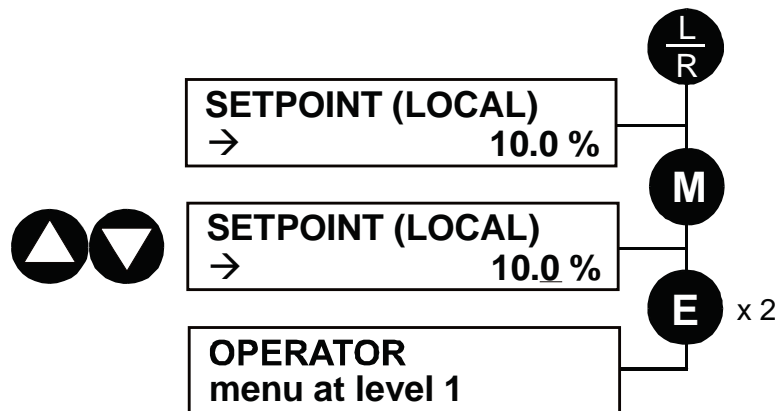 L
R
SETPOINT (LOCAL)
→ 10.0 %
M
SETPOINT (LOCAL)
→ 10.0 %
E x 2
OPERATOR
menu at level 1